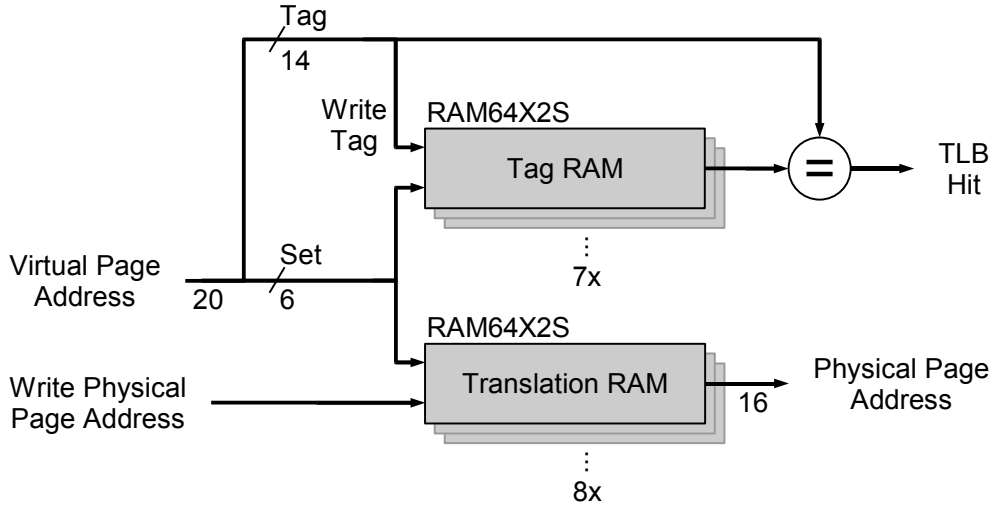 Tag
14
Write
Tag
RAM64X2S
Tag RAM
=
TLB
Hit
⋮
7x
Virtual Page
Address
20
Set
6
RAM64X2S
Translation RAM
16
Physical Page
Address
Write Physical
Page Address
⋮
8x